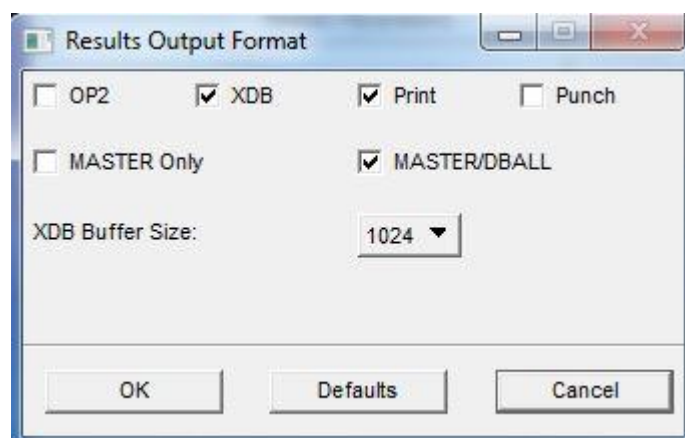 Results Output Format
OP2 XDB Print Punch
MASTER Only MASTER/DBALL
XDB Buffer Size: 1024
OK Defaults Cancel